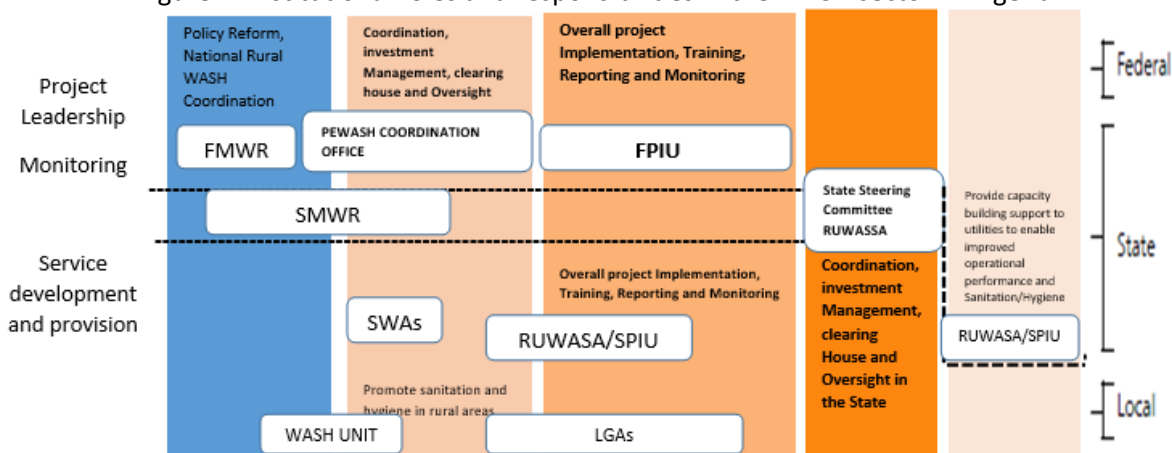 Policy Reform,
National Rural
WASH
Coordination
Coordination,
investment
Management, clearing
house and Oversight
Overall project
Implementation, Training,
Reporting and Monitoring
Federal
Project
Leadership
Monitoring
FMWR
PEWASH COORDINATION
OFFICE
FPIU
SMWR
State Steering
Committee
RUWASSA
Provide capacity
building support to
utilities to enable
improved
operational
performance and
Sanitation/Hygiene
State
Service
development
and provision
Overall project Implementation,
Training, Reporting and Monitoring
Coordination,
investment
Management,
clearing
House and
Oversight in
the State
SWAs
RUWASA/SPIU
RUWASA/SPIU
Promote sanitation and
hygiene in rural areas
WASH UNIT
LGAs
Local